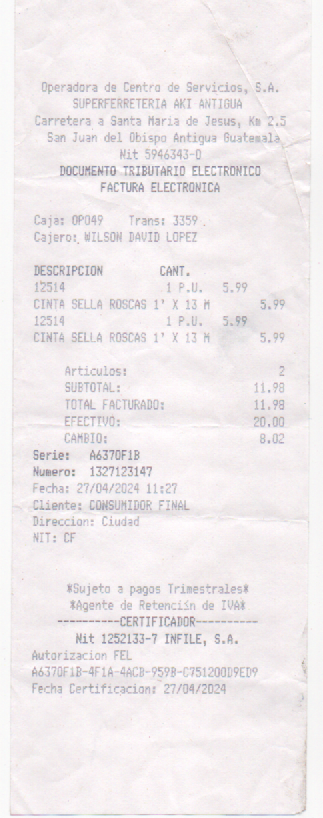 Operadora de Centro de Servicios, S.A.
SUPERFERRETERIA AKI ANTIGUA
Carretera a Santa Maria de Jesus, Km 2.5
San Juan del Obispo Antigua Guatemala
Nit 5946343-0
DOCUMENTO TRIBUTARIO ELECTRONICO
FACTURA ELECTRONICA
Caja: OP049 Trans: 3359
Cajero: WILSON DAVID LOPEZ
DESCRIPCION CANT.
12514 1 P.U. 5.99
CINTA SELLA ROSCAS 1' X 13 M 5.99
12514 1 P.U. 5.99
CINTA SELLA ROSCAS 1' X 13 M 5.99
Articulos: 2
SUBTOTAL: 11.98
TOTAL FACTURADO: 11.98
EFECTIVO: 20.00
CAMBIO: 8.02
Serie: A6370F1B
Numero: 1327123147
Fecha: 27/04/2024 11:27
Cliente: CONSUMIDOR FINAL
Direccion: Ciudad
NIT: CF
*Sujeto a pagos Trimestrales*
*Agente de Retención de IVA*
----------CERTIFICADOR----------
Nit 1252133-7 INFILE, S.A.
Autorizacion FEL
A6370F1B-4F1A-4ACB-959B-C751200D9ED9
Fecha Certificacion: 27/04/2024